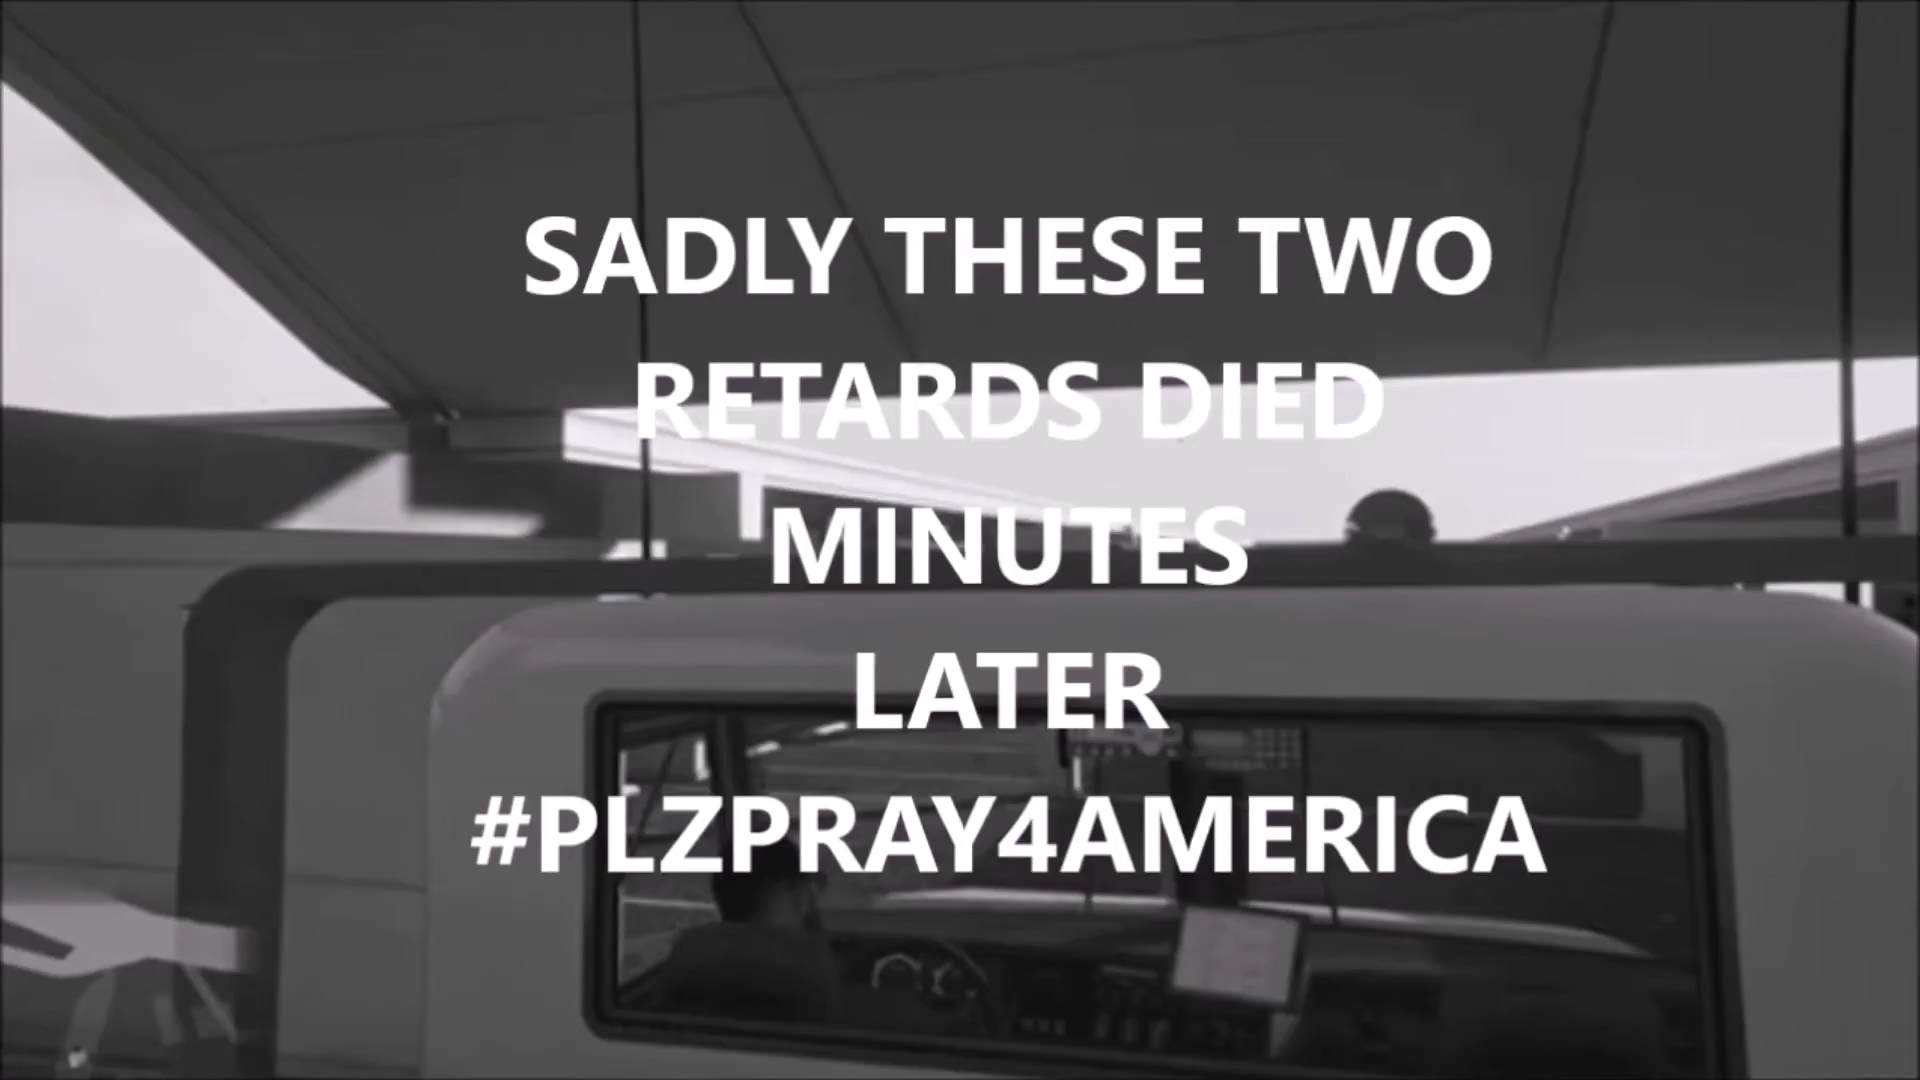 SADLY THESE TWO
RETARDS DIED
MINUTES
LATER
#PLZPRAY4AMERICA